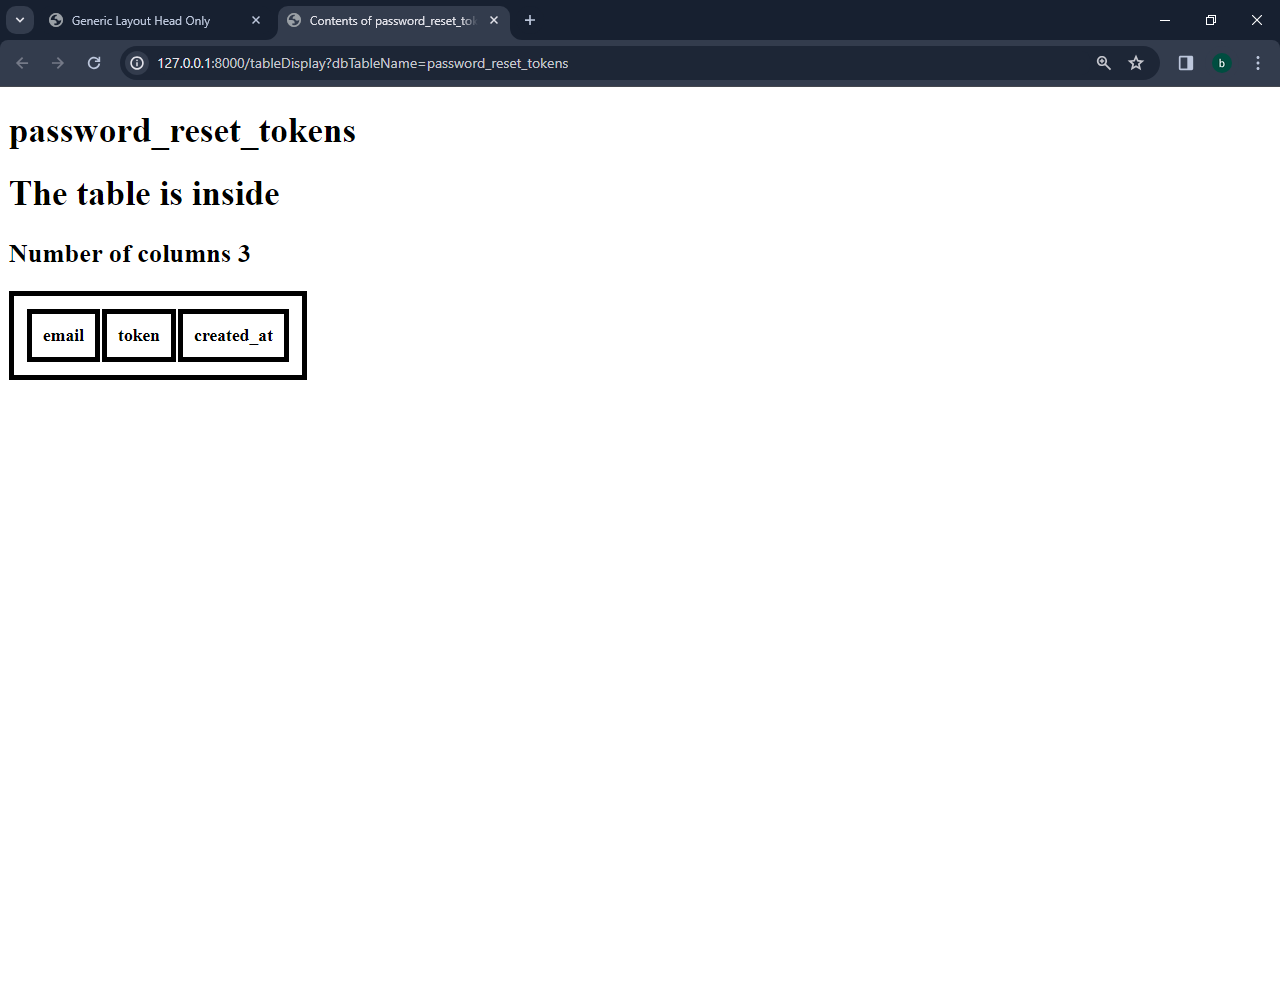 Generic Layout Head Only
Contents of password_reset_tok
127.0.0.1:8000/tableDisplay?dbTableName=password_reset_tokens
b
password_reset_tokens
The table is inside
Number of columns 3
email token created_at